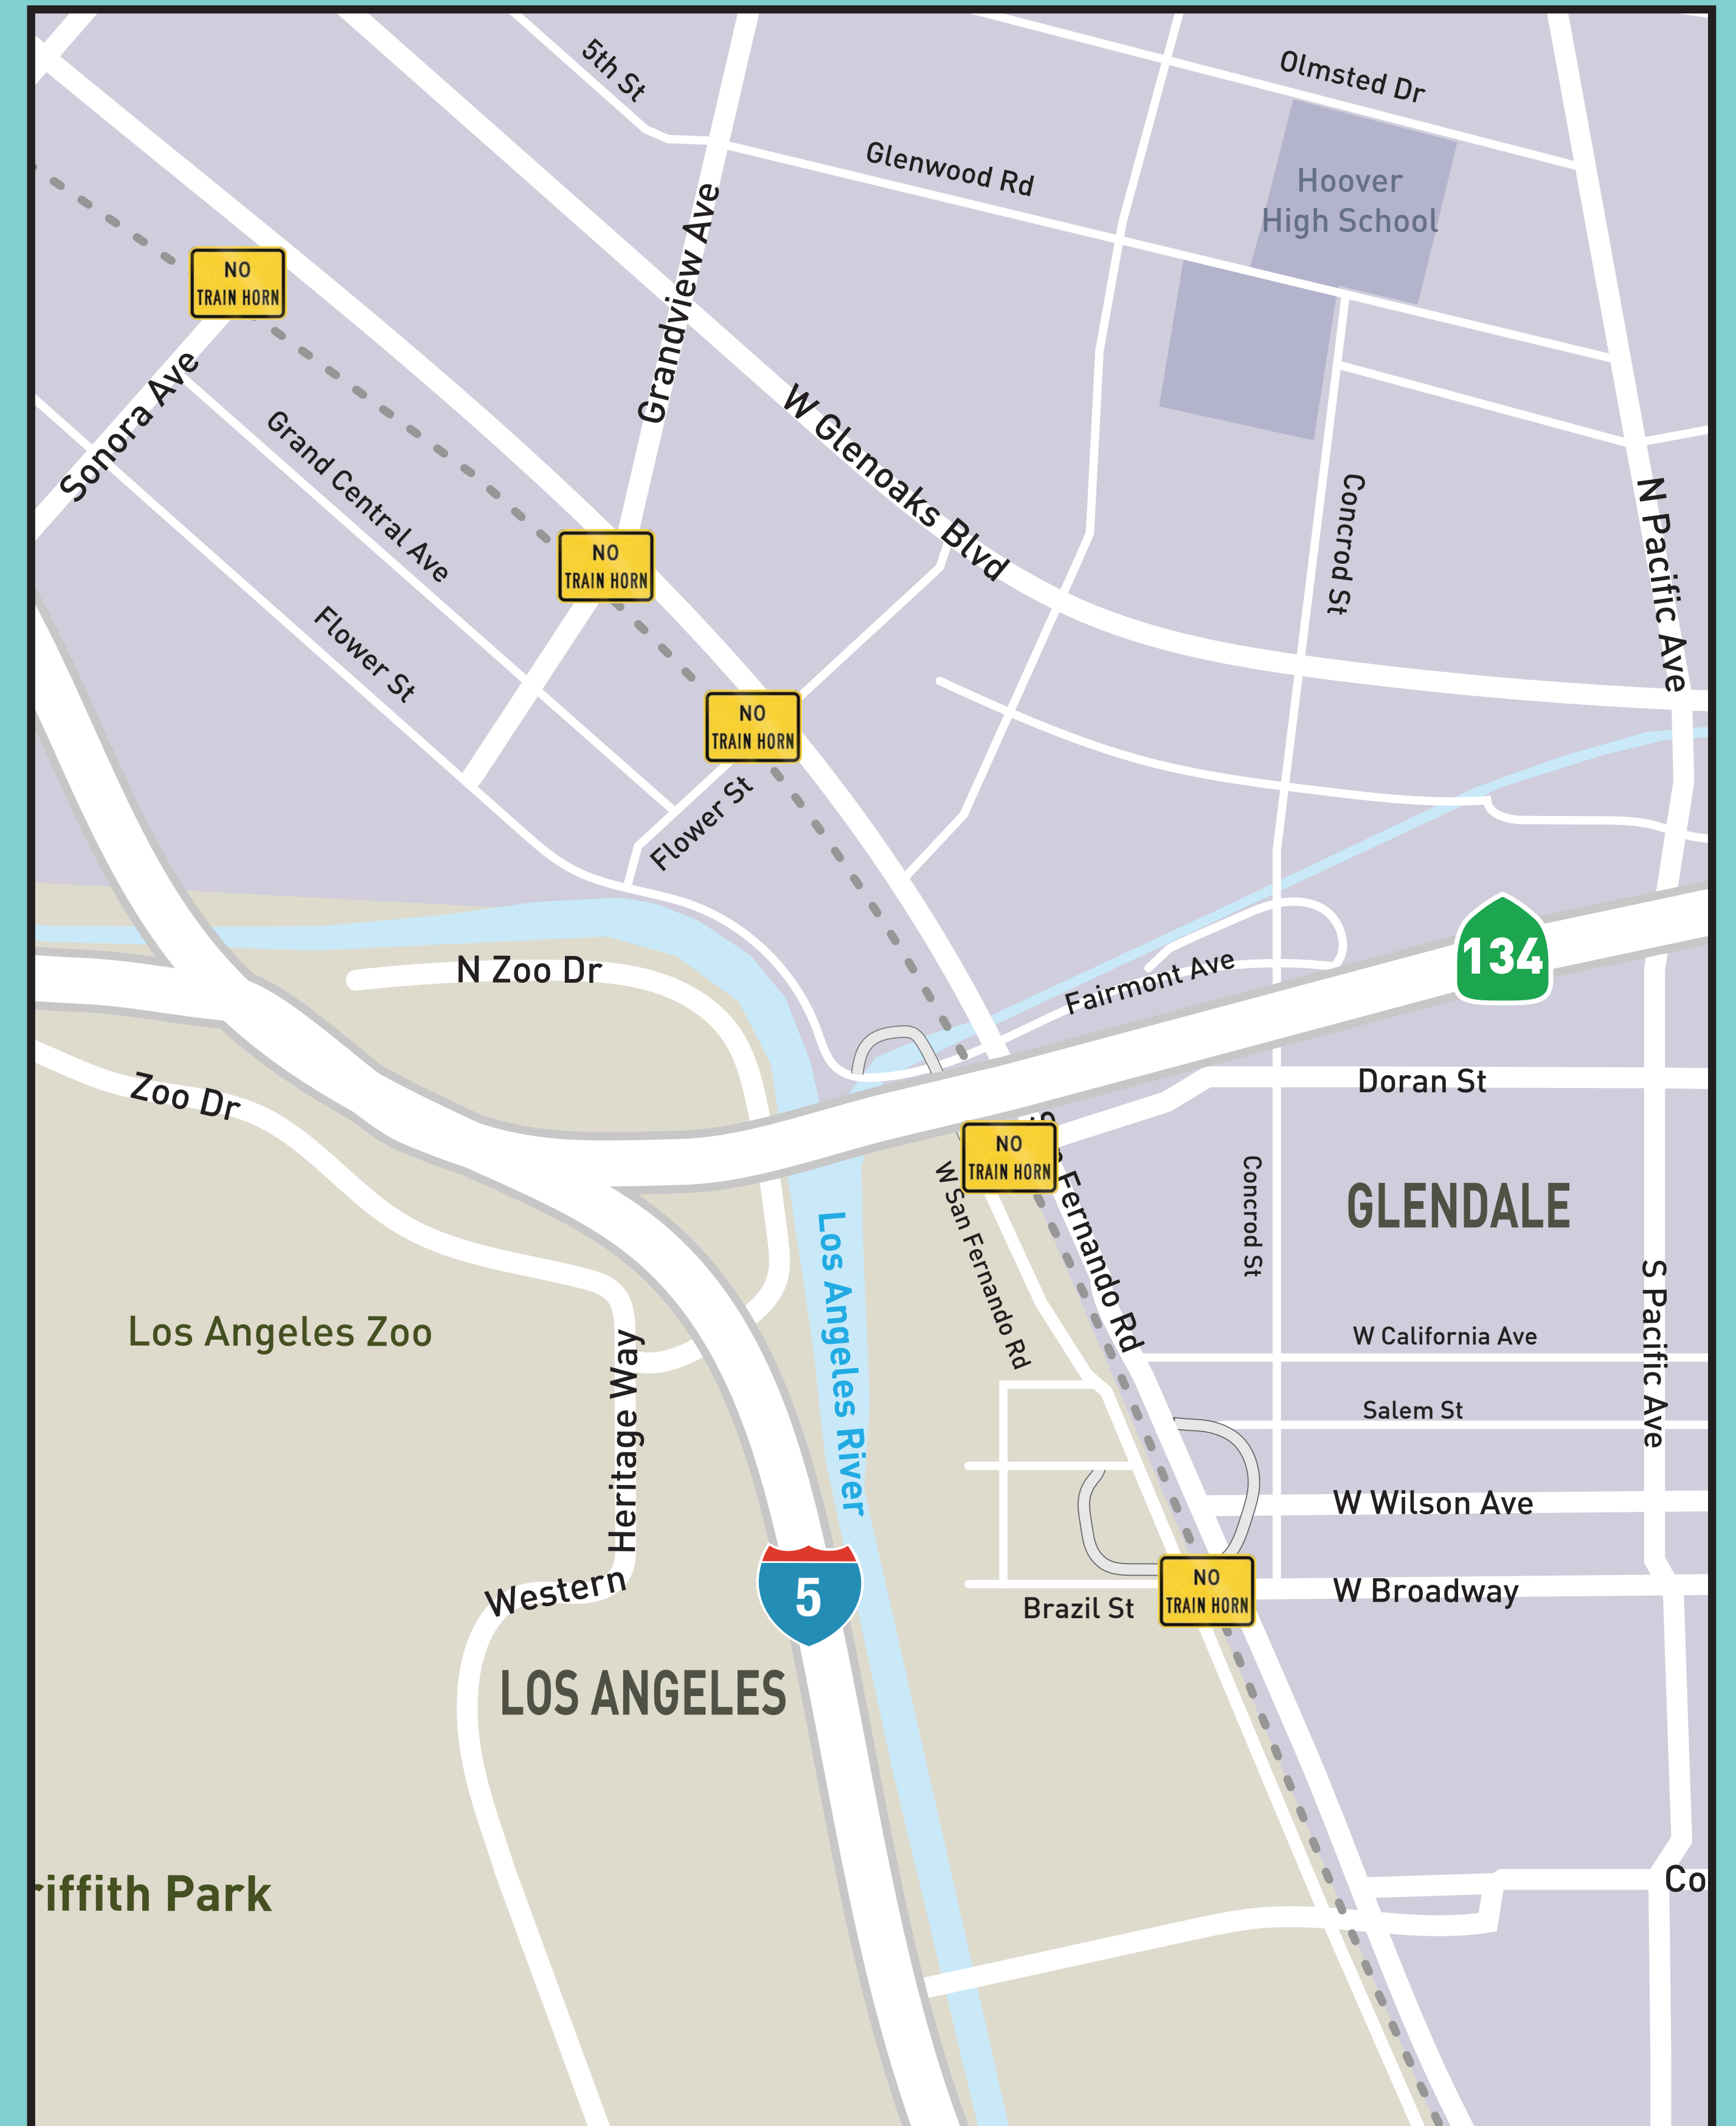 5th St
Olmsted Dr
Glenwood Rd
Hoover
High School
Grandview Ave
NO
TRAIN HORN
Sonora Ave
W Glenoaks Blvd
Grand Central Ave
Concrod St
N Pacific Ave
NO
TRAIN HORN
Flower St
NO
TRAIN HORN
Flower St
134
N Zoo Dr
Fairmont Ave
Zoo Dr
Doran St
NO
TRAIN HORN
Fernando Rd
W San Fernando Rd
Concrod St
GLENDALE
Los Angeles River
Los Angeles Zoo
W California Ave
S Pacific Ave
Heritage Way
Salem St
W Wilson Ave
Western
5
NO
TRAIN HORN
W Broadway
Brazil St
LOS ANGELES
riffith Park
Co